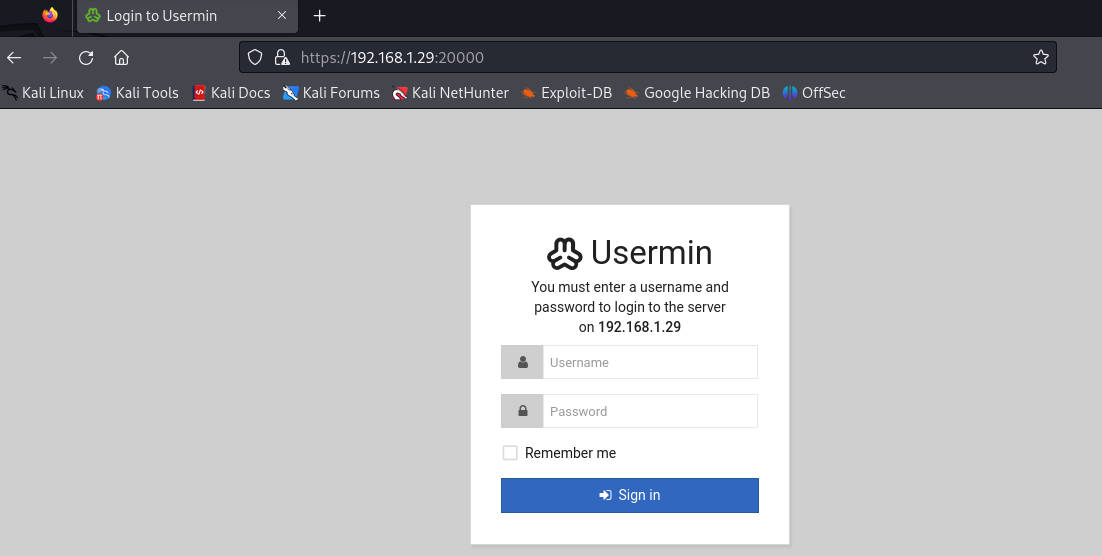 Login to Usermin
https://192.168.1.29:20000
Kali Linux Kali Tools Kali Docs Kali Forums Kali NetHunter Exploit-DB Google Hacking DB OffSec
Usermin
You must enter a username and
password to login to the server
on 192.168.1.29
Username
Password
Remember me
Sign in